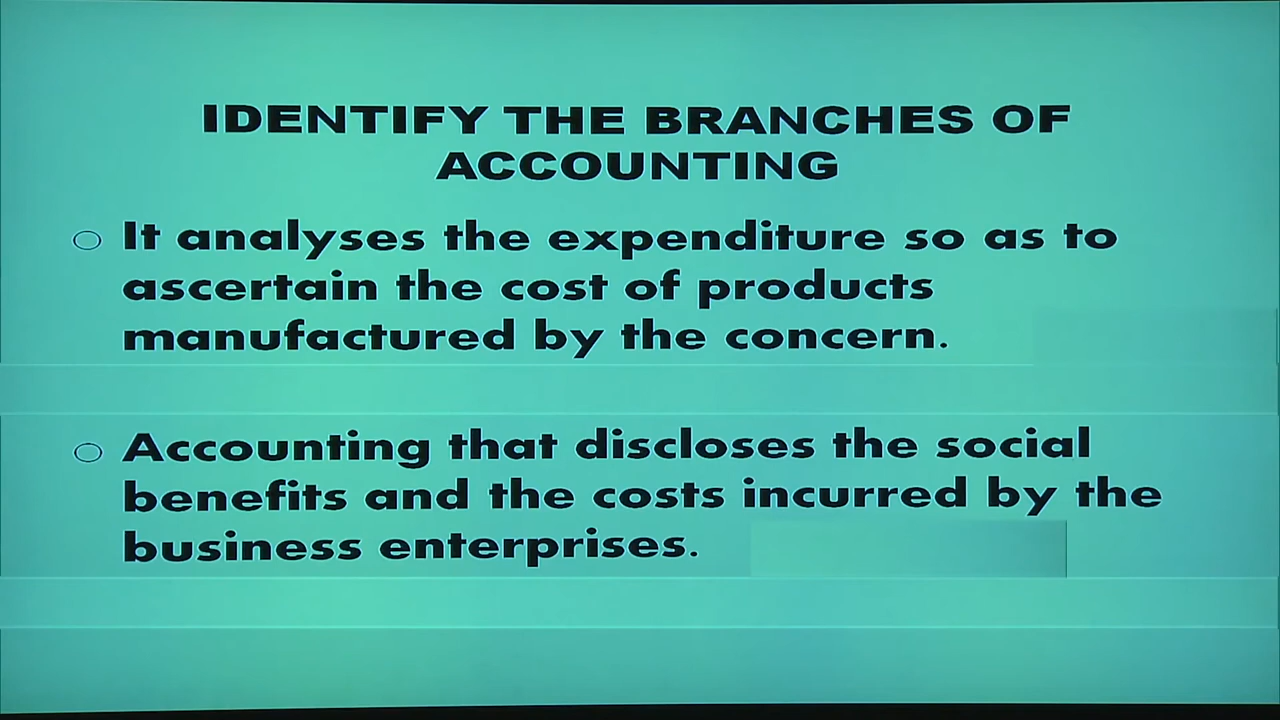 IDENTIFY THE BRANCHES OF
ACCOUNTING
It analyses the expenditure so as to
ascertain the cost of products
manufactured by the concern.
Accounting that discloses the social
benefits and the costs incurred by the
business enterprises.